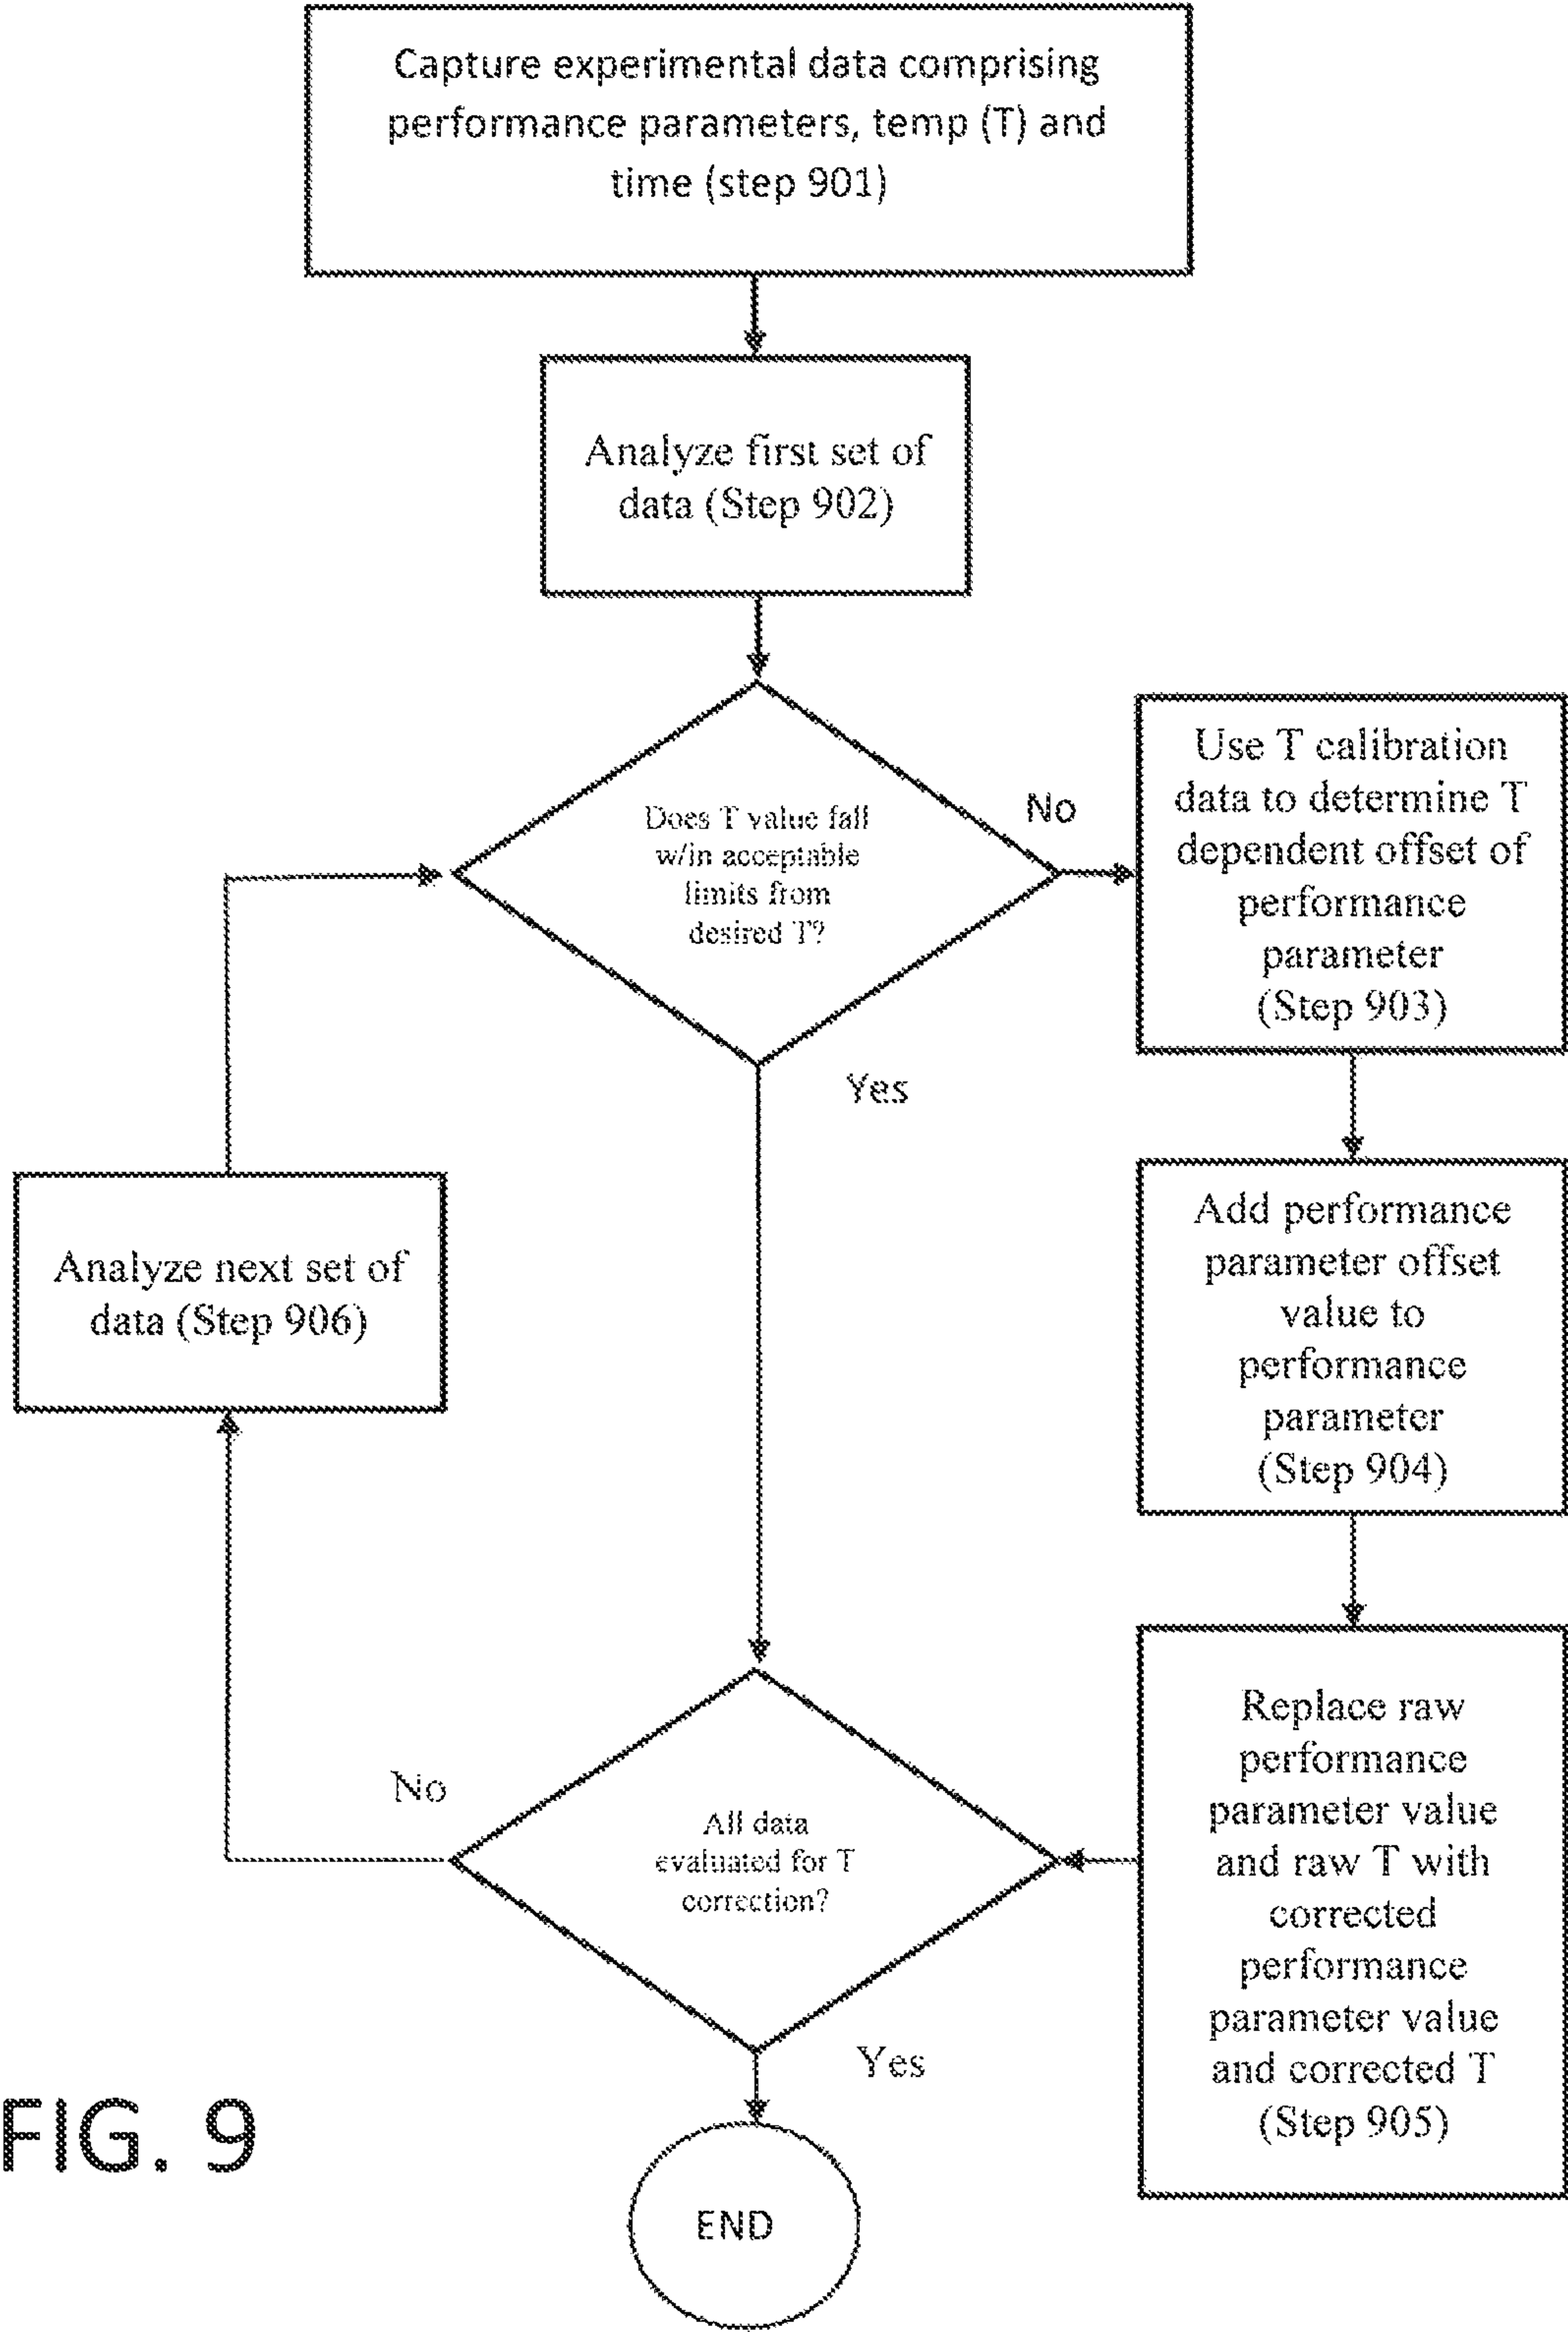 Capture experimental data comprising
performance parameters, temp (T) and
time (step 901)
Analyze first set of
data (Step 902)
Does T value fall
w/in acceptable
limits from
desired T?
No
Yes
Use T calibration
data to determine T
dependent offset of
performance
parameter
(Step 903)
Add performance
parameter offset
value to
performance
parameter
(Step 904)
Analyze next set of
data (Step 906)
Replace raw
performance
parameter value
and raw T with
corrected
performance
parameter value
and corrected T
(Step 905)
No
All data
evaluated for T
correction?
Yes
END
FIG. 9